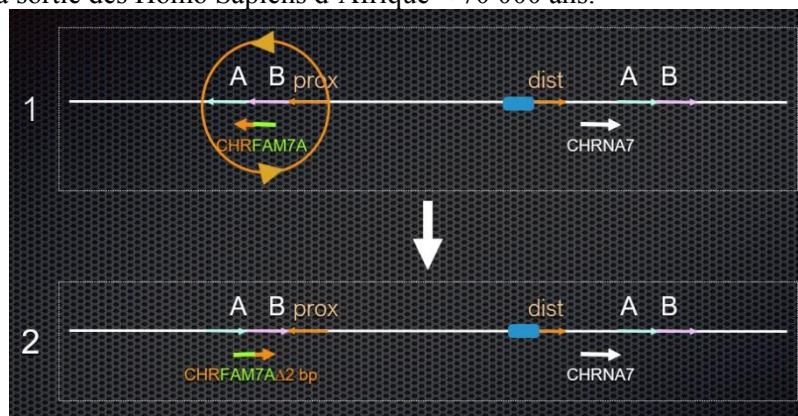 la sortie des Homo Sapiens d'Afrique – 70 000 ans.
A B prox dist A B
1
CHRFAM7A CHRNA7
A B prox dist A B
2
CHRFAM7AΔ2 bp CHRNA7